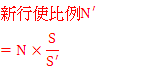 新行使比例N′
= N × S/S′